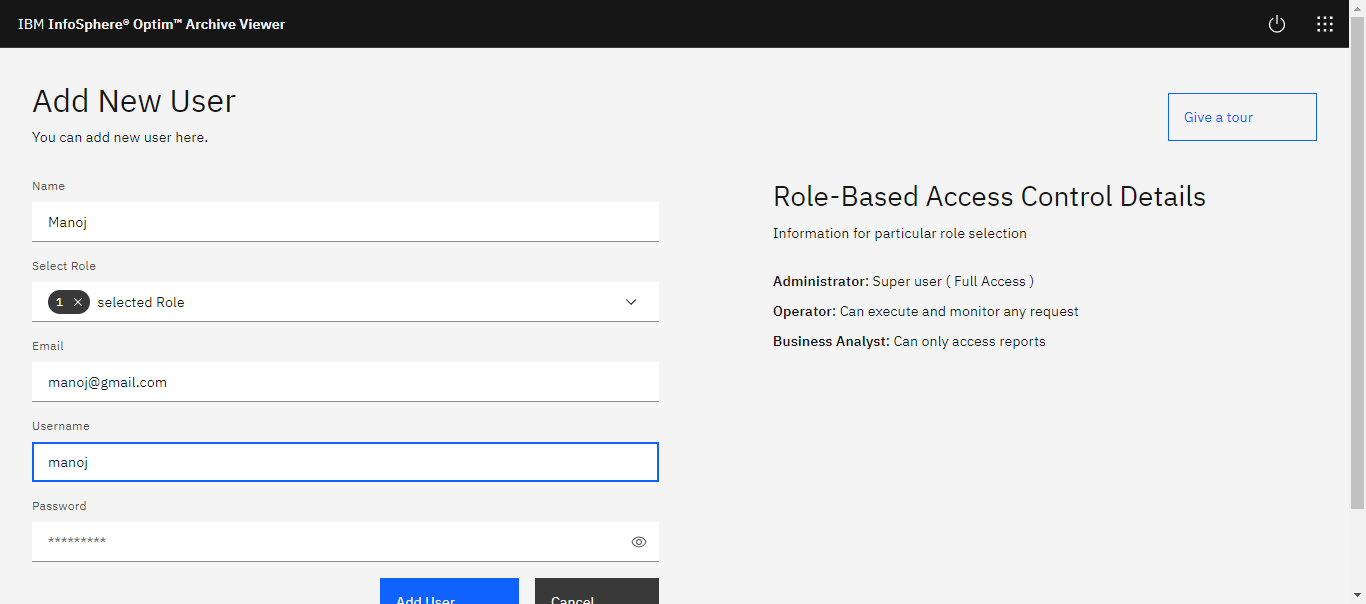 IBM InfoSphere® Optim™ Archive Viewer
Add New User
You can add new user here.
Give a tour
Name
Manoj
Select Role
1 × selected Role
Email
manoj@gmail.com
Username
manoj
Password
*********
Add User
Cancel
Role-Based Access Control Details
Information for particular role selection
Administrator: Super user ( Full Access )
Operator: Can execute and monitor any request
Business Analyst: Can only access reports